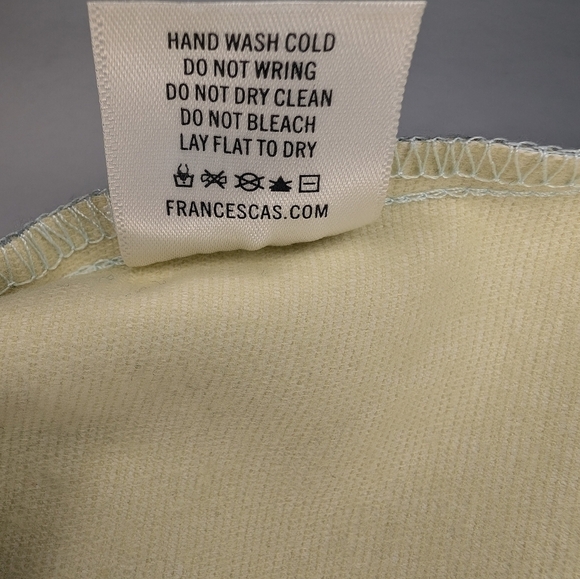 HAND WASH COLD
DO NOT WRING
DO NOT DRY CLEAN
DO NOT BLEACH
LAY FLAT TO DRY
FRANCESCAS.COM